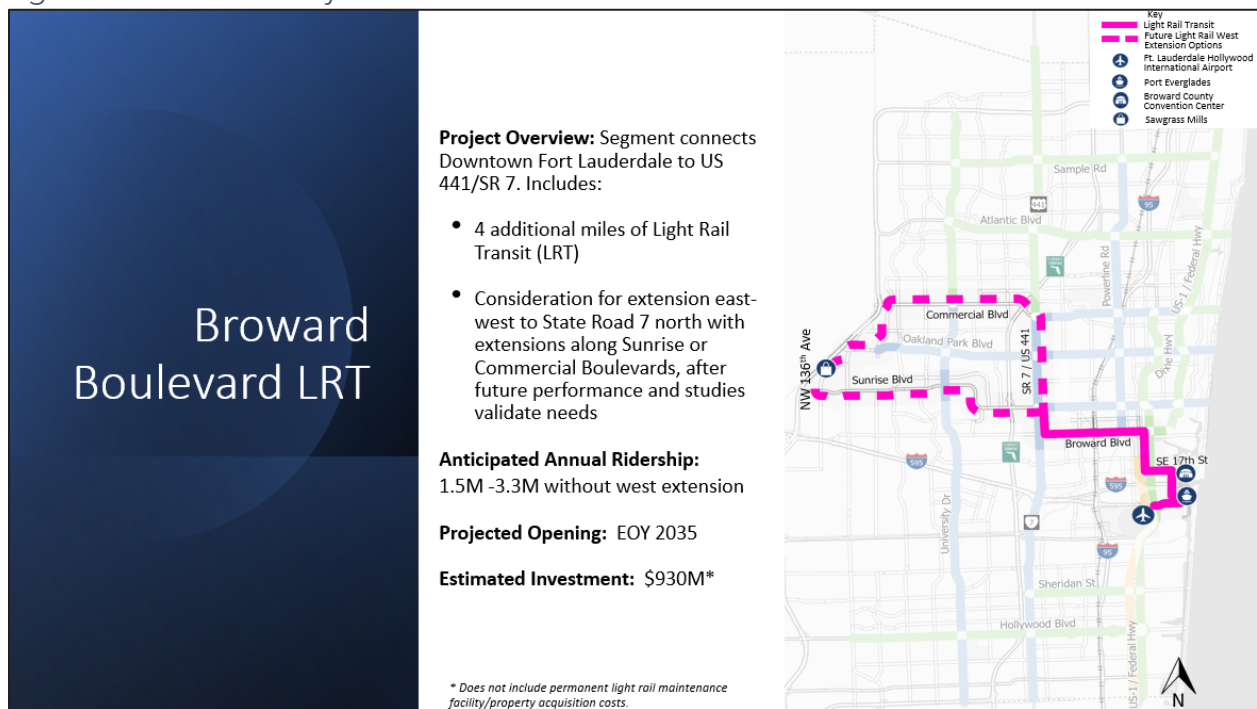 Broward
Boulevard LRT
Project Overview: Segment connects
Downtown Fort Lauderdale to US
441/SR 7. Includes:
• 4 additional miles of Light Rail
Transit (LRT)
• Consideration for extension east-
west to State Road 7 north with
extensions along Sunrise or
Commercial Boulevards, after
future performance and studies
validate needs
Anticipated Annual Ridership:
1.5M -3.3M without west extension
Projected Opening: EOY 2035
Estimated Investment: $930M*
* Does not include permanent light rail maintenance
facility/property acquisition costs.
Key
Light Rail Transit
Future Light Rail West
Extension Options
Ft. Lauderdale Hollywood
International Airport
Port Everglades
Broward County
Convention Center
Sawgrass Mills
Sample Rd
441
95
Atlantic Blvd
Powerline Rd
US-1 / Federal Hwy
Commercial Blvd
Oakland Park Blvd
Dixie Hwy
NW 136th Ave
Sunrise Blvd
SR 7 / US 441
Broward Blvd
SE 17th St
595
595
University Dr
7
95
Sheridan St
Hollywood Blvd
US-1 / Federal Hwy
N